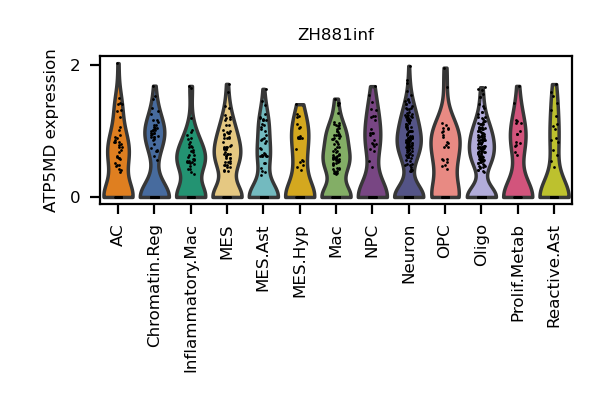 ZH881inf
ATP5MD expression
2
0
AC
Chromatin.Reg
Inflammatory.Mac
MES
MES.Ast
MES.Hyp
Mac
NPC
Neuron
OPC
Oligo
Prolif.Metab
Reactive.Ast